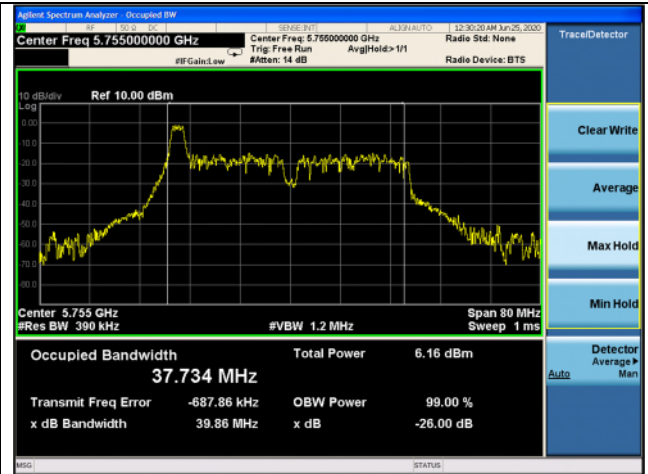 Agilent Spectrum Analyzer - Occupied BW
RF 50 Ω DC SENSE:INT ALIGN AUTO 12:30:20 AM Jun 25, 2020
Center Freq 5.755000000 GHz Center Freq: 5.755000000 GHz Radio Std: None Trace/Detector
Trig: Free Run Avg|Hold:>1/1
#IFGain:Low #Atten: 14 dB Radio Device: BTS
10 dB/div Ref 10.00 dBm
Log
0.00
-10.0
-20.0
-30.0
-40.0
-50.0
-60.0
-70.0
-80.0
Clear Write
Average
Max Hold
Min Hold
Center 5.755 GHz Span 80 MHz
#Res BW 390 kHz #VBW 1.2 MHz Sweep 1 ms
Occupied Bandwidth Total Power 6.16 dBm
37.734 MHz
Transmit Freq Error -687.86 kHz OBW Power 99.00 %
x dB Bandwidth 39.86 MHz x dB -26.00 dB
Detector
Average
Auto Man
MSG STATUS